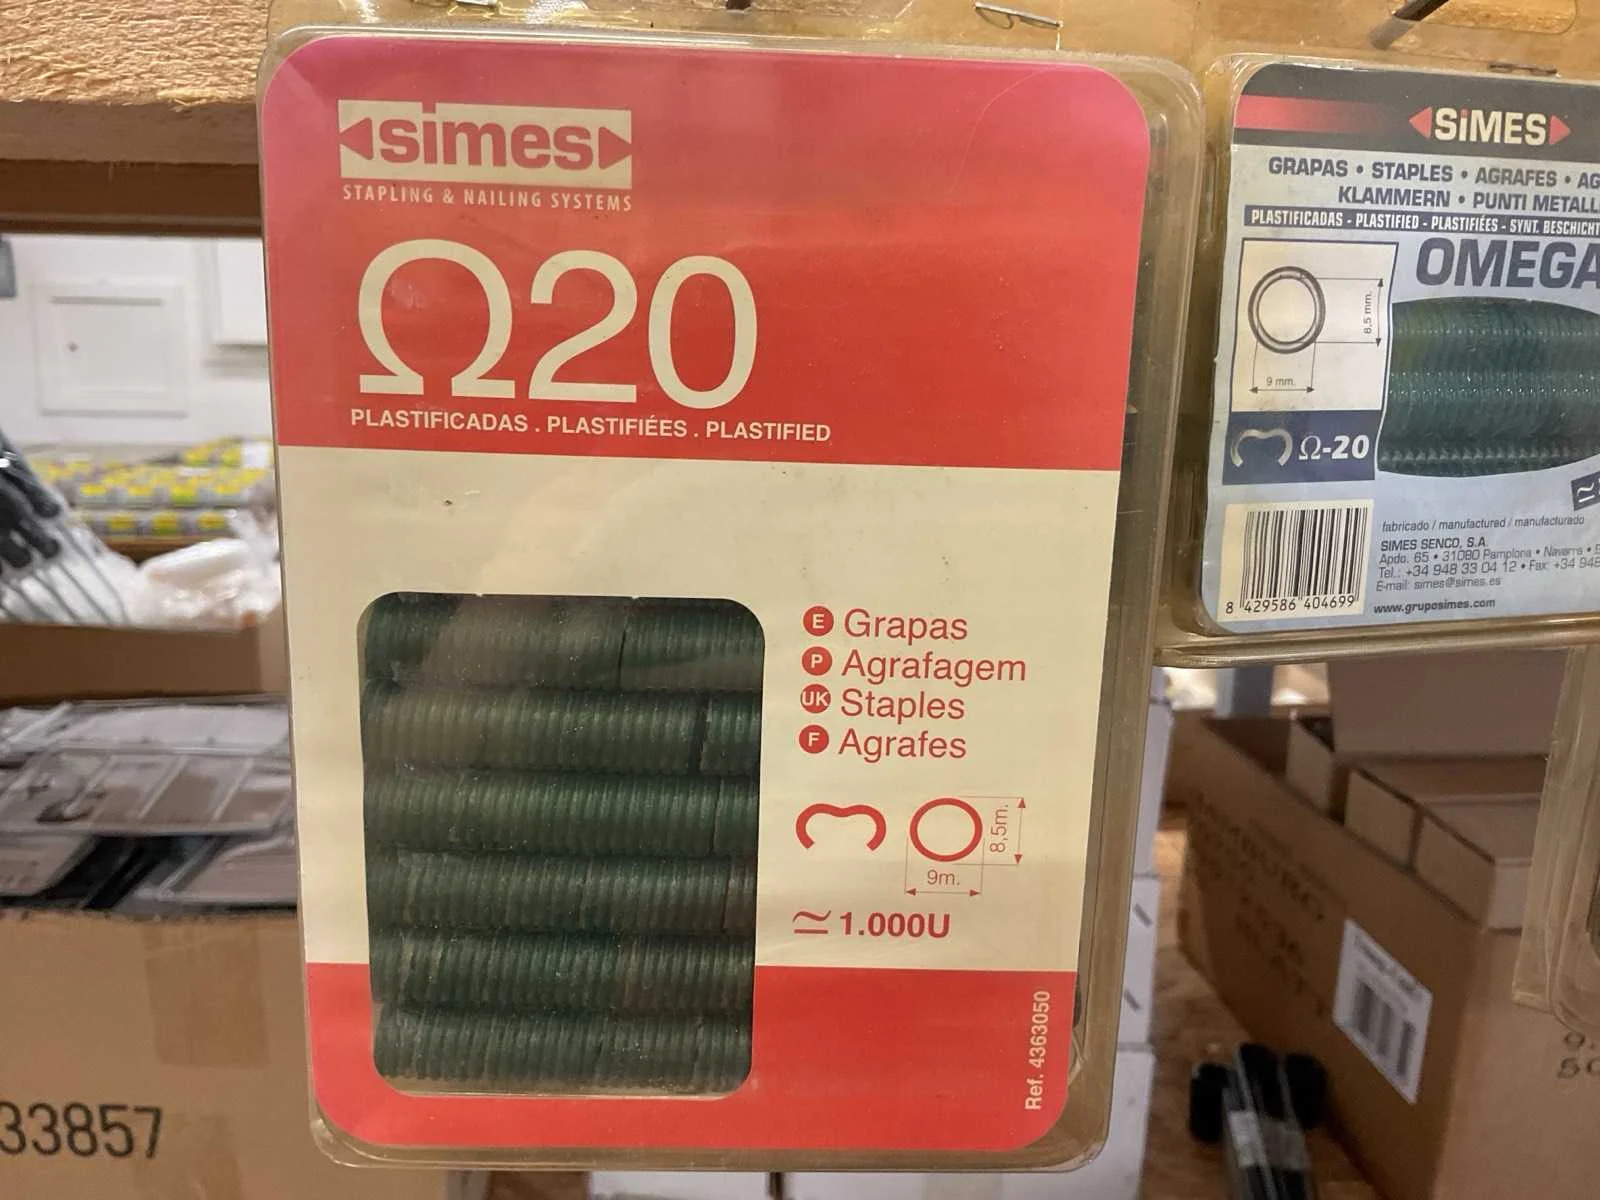 simes
STAPLING & NAILING SYSTEMS
Ω20
PLASTIFICADAS . PLASTIFIÉES . PLASTIFIED
E Grapas
P Agrafagem
UK Staples
F Agrafes
8,5m.
9m.
≃ 1.000U
Ref. 4363050
SiMES
GRAPAS • STAPLES • AGRAFES • AG
KLAMMERN • PUNTI METALL
PLASTIFICADAS - PLASTIFIED - PLASTIFIÉES - SYNT. BESCHICHT
OMEGA
8,5 mm.
9 mm.
Ω-20
8 429586 404699
fabricado / manufactured / manufacturado
SIMES SENCO, S.A.
Apdo. 65 • 31080 Pamplona • Navarra •
Tel.: +34 948 33 04 12 • Fax: +34 948
E-mail: simes@simes.es
www.gruposimes.com
33857